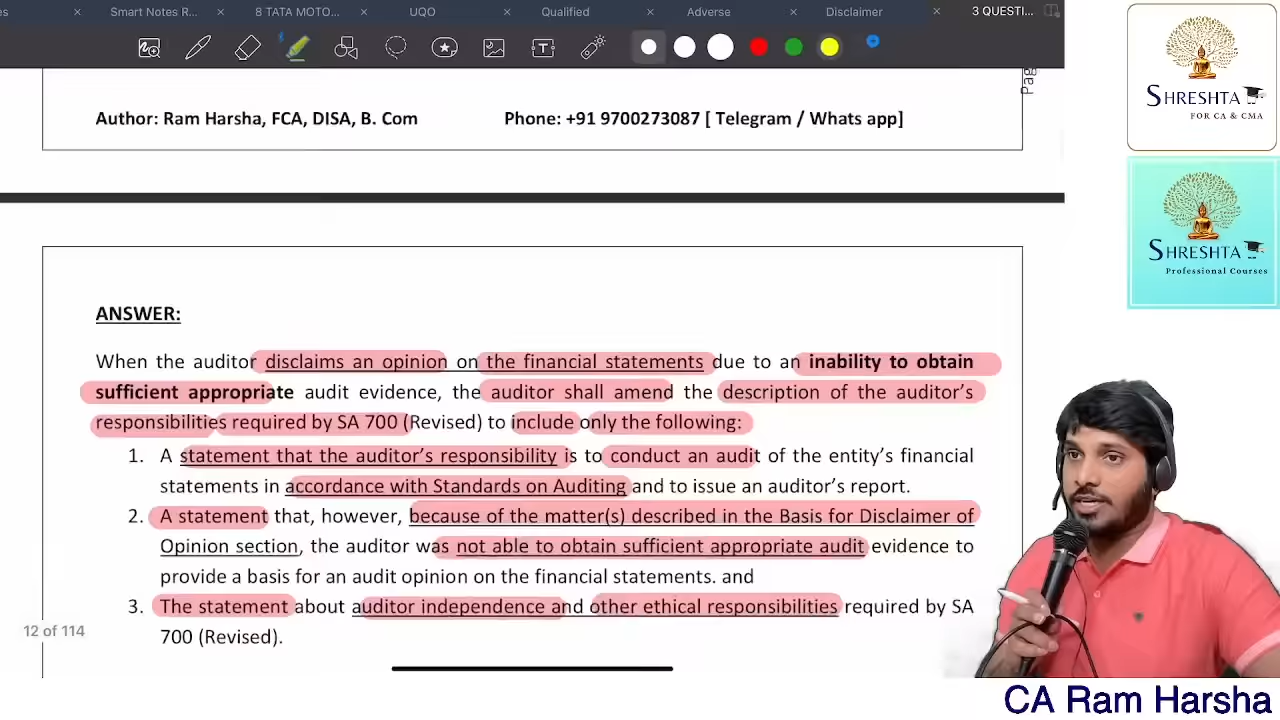 Smart Notes R...
8 TATA MOTO...
UQO
Qualified
Adverse
Disclaimer
3 QUESTI...
Pag
Author: Ram Harsha, FCA, DISA, B. Com
Phone: +91 9700273087 [ Telegram / Whats app]
ANSWER:
When the auditor disclaims an opinion on the financial statements due to an inability to obtain
sufficient appropriate audit evidence, the auditor shall amend the description of the auditor's
responsibilities required by SA 700 (Revised) to include only the following:
1. A statement that the auditor's responsibility is to conduct an audit of the entity's financial
statements in accordance with Standards on Auditing and to issue an auditor's report.
2. A statement that, however, because of the matter(s) described in the Basis for Disclaimer of
Opinion section, the auditor was not able to obtain sufficient appropriate audit evidence to
provide a basis for an audit opinion on the financial statements. and
3. The statement about auditor independence and other ethical responsibilities required by SA
700 (Revised).
12 of 114
SHRESHTA
FOR CA & CMA
SHRESHTA
Professional Courses
CA Ram Harsha